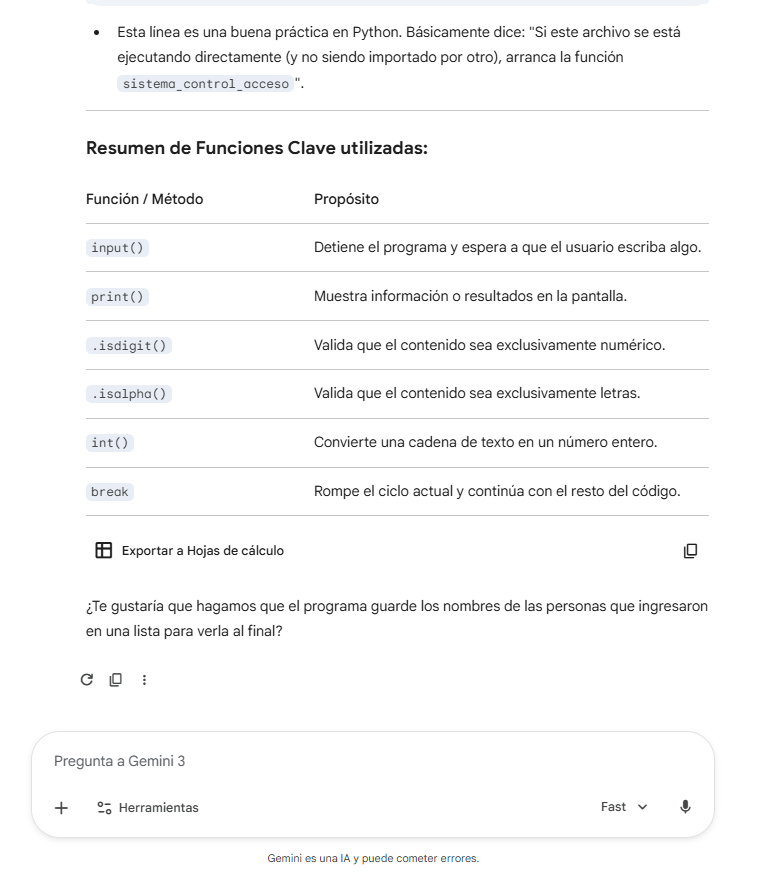 Esta línea es una buena práctica en Python. Básicamente dice: "Si este archivo se está
ejecutando directamente (y no siendo importado por otro), arranca la función
sistema_control_acceso ".
Resumen de Funciones Clave utilizadas:
Función / Método Propósito
input() Detiene el programa y espera a que el usuario escriba algo.
print() Muestra información o resultados en la pantalla.
.isdigit() Valida que el contenido sea exclusivamente numérico.
.isalpha() Valida que el contenido sea exclusivamente letras.
int() Convierte una cadena de texto en un número entero.
break Rompe el ciclo actual y continúa con el resto del código.
Exportar a Hojas de cálculo
¿Te gustaría que hagamos que el programa guarde los nombres de las personas que ingresaron
en una lista para verla al final?
Pregunta a Gemini 3
Herramientas Fast
Gemini es una IA y puede cometer errores.